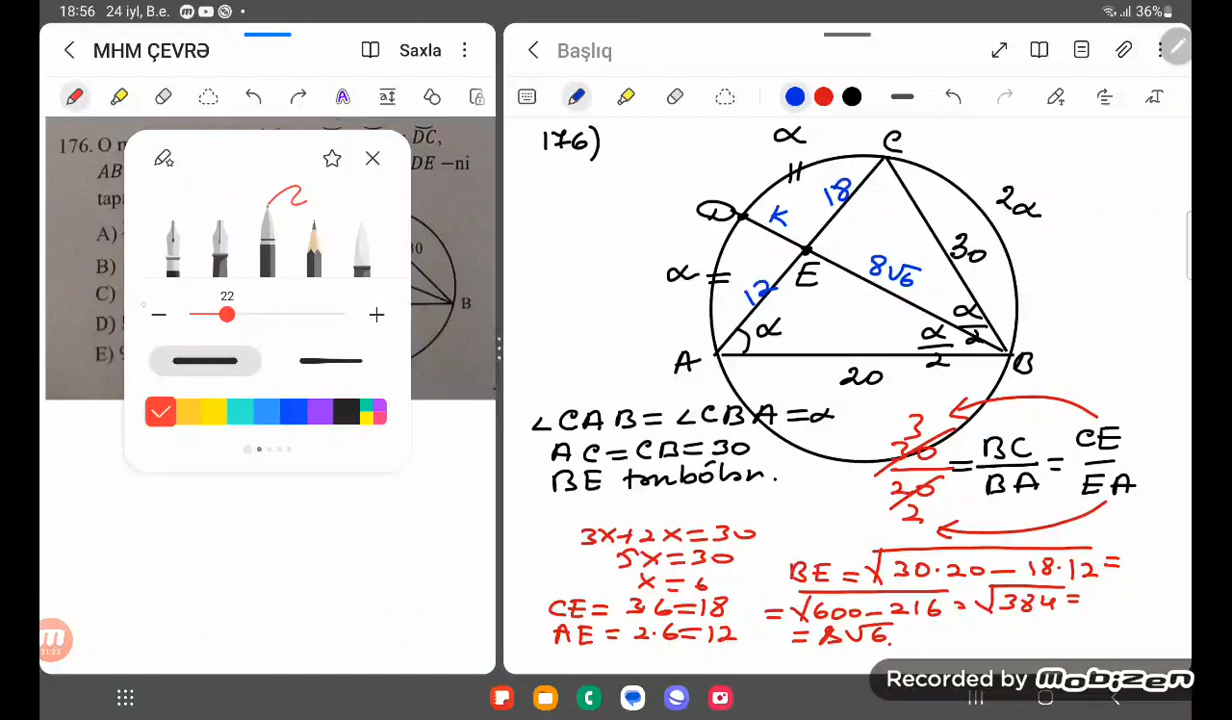 18:56 24 iyl, B.e.
36%
MHM ÇEVRƏ
Saxla
Başlıq
176. O
DC,
AB
DE –ni
tap
A)
B)
C)
D)
E)
B
22
176)
α
C
18
2α
D
K
30
α
E
8√6
12
α
α/2
α/2
A
B
20
∠CAB = ∠CBA = α
AC = CB = 30
BE tənbölən.
3
30/20 = BC/BA = CE/EA
2
3x+2x=30
5x=30
x=6
CE= 3·6=18
AE = 2·6=12
BE = √30·20 – 18·12 =
= √600–216 = √384 =
= 8√6.
Recorded by mobizen